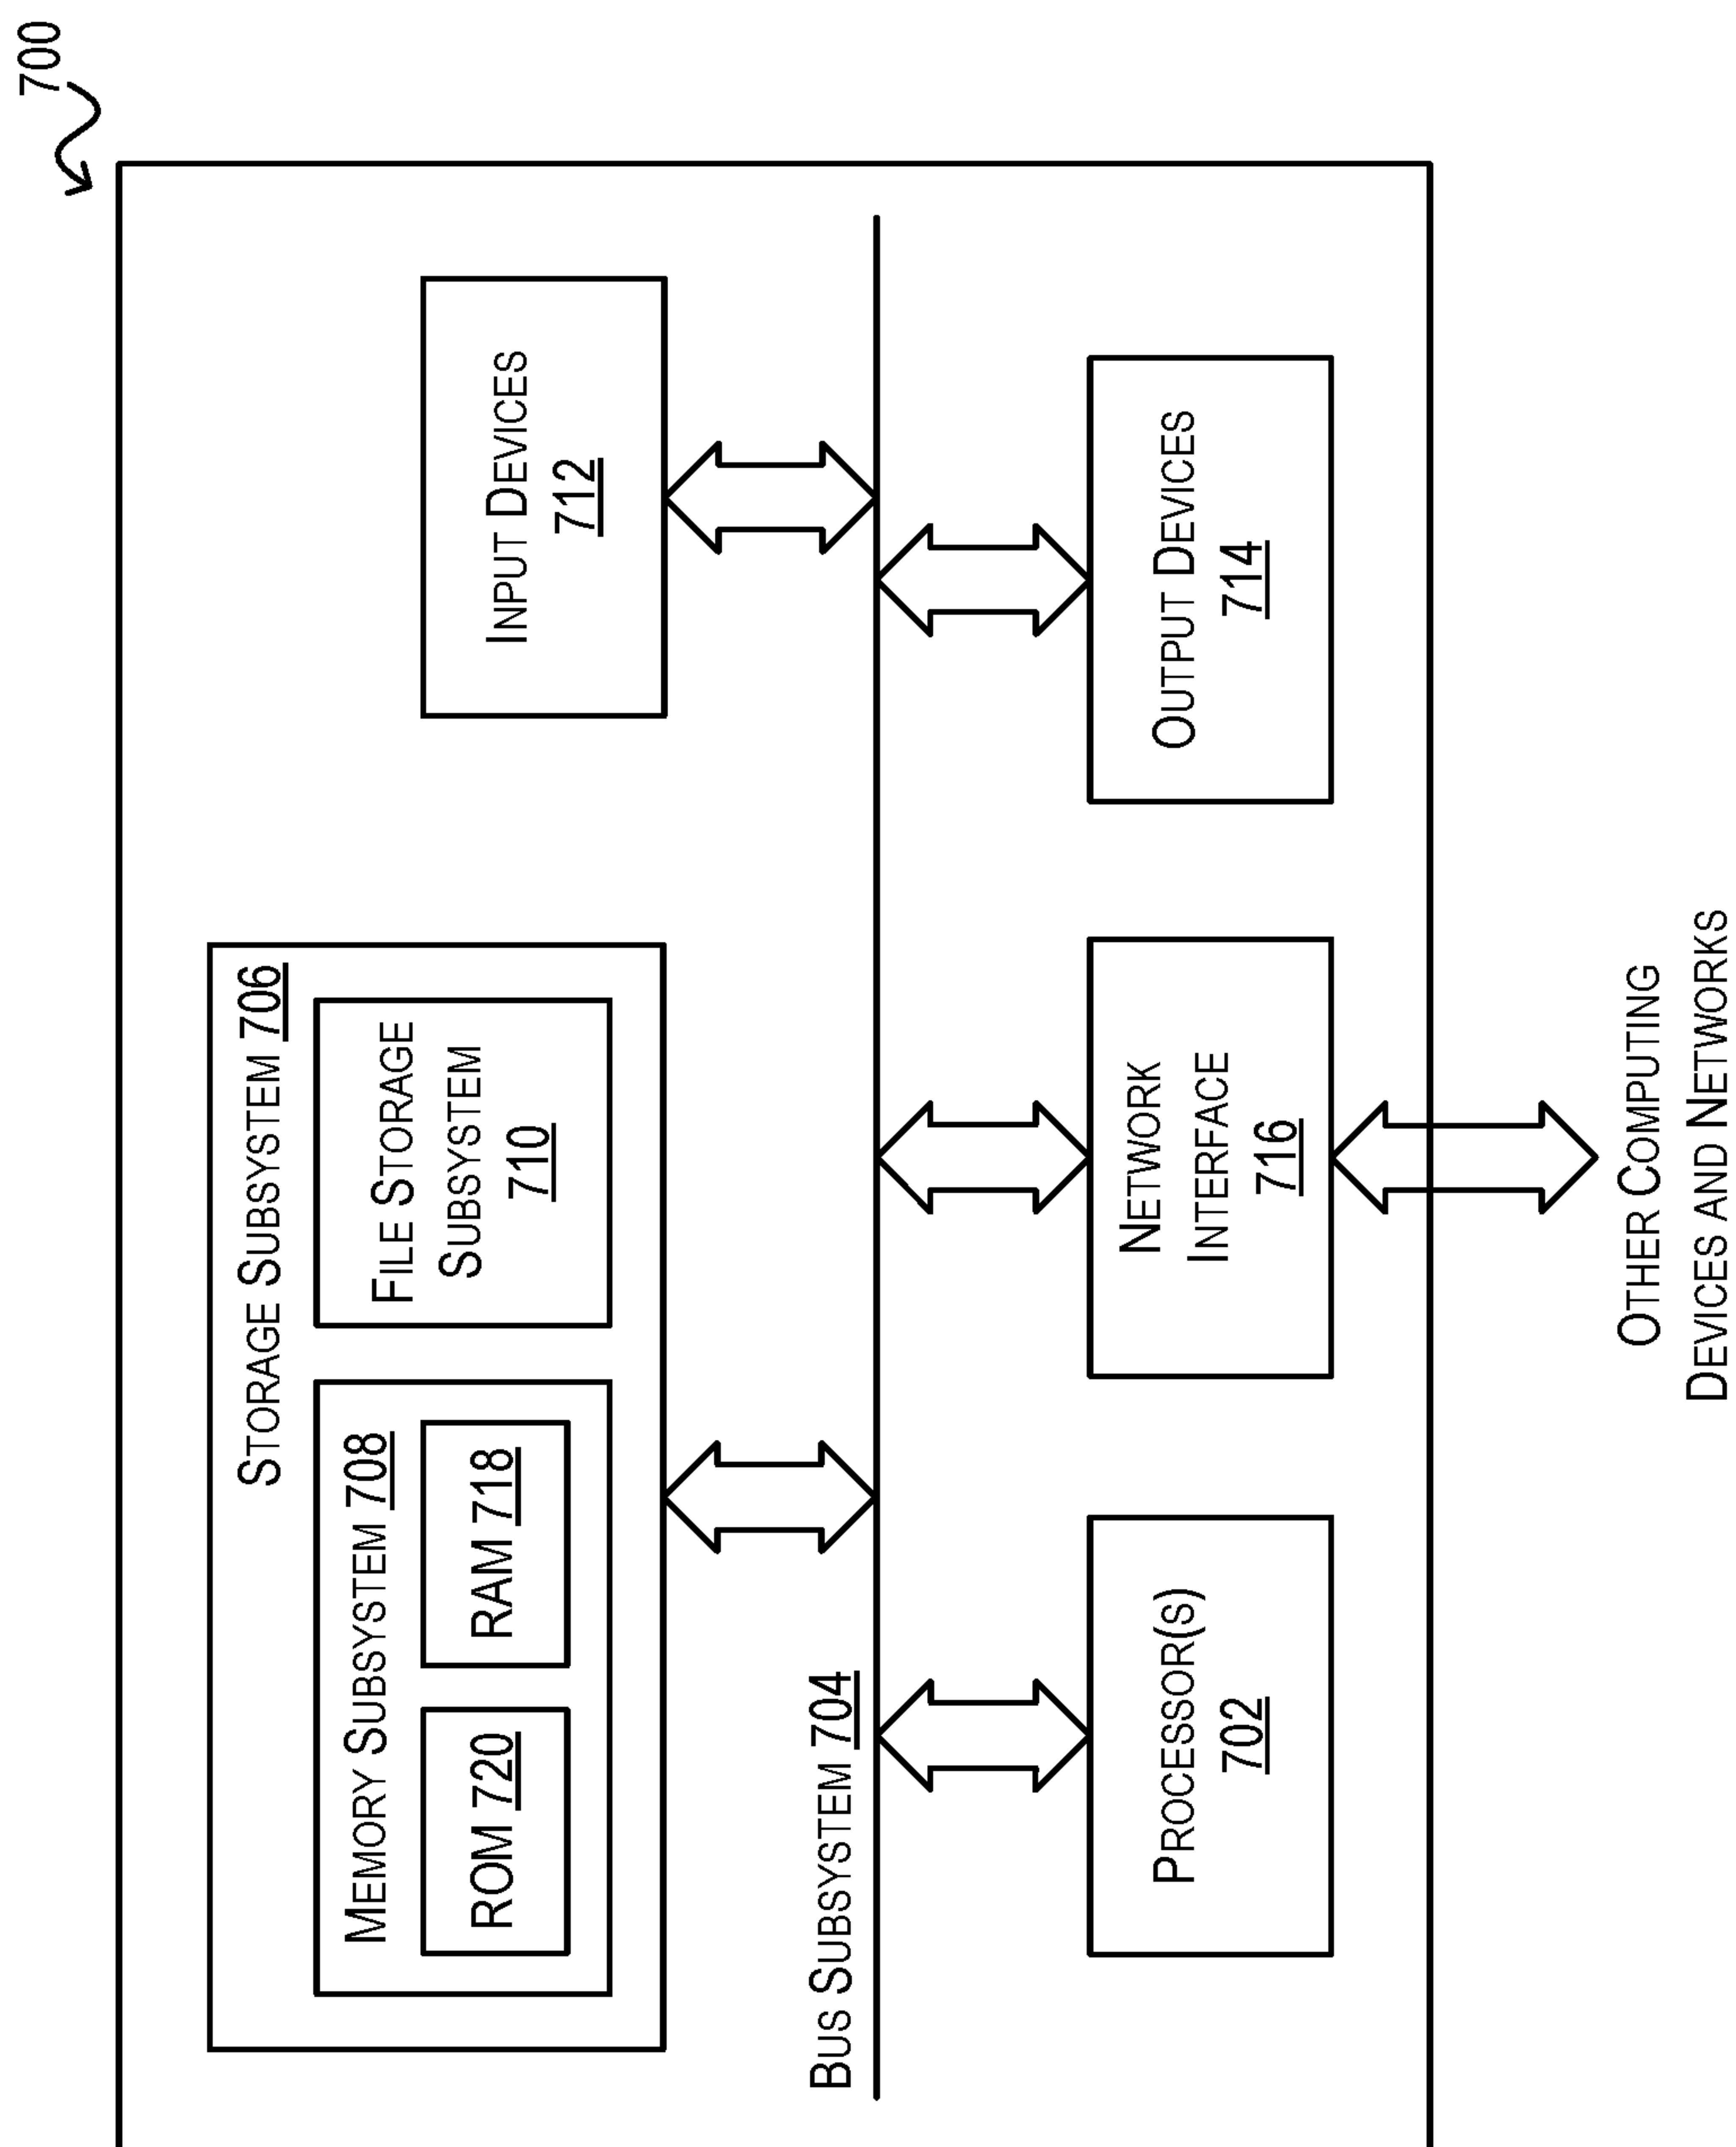 700
STORAGE SUBSYSTEM 706
MEMORY SUBSYSTEM 708
ROM 720
RAM 718
FILE STORAGE
SUBSYSTEM
710
INPUT DEVICES
712
BUS SUBSYSTEM 704
PROCESSOR(S)
702
NETWORK
INTERFACE
716
OUTPUT DEVICES
714
OTHER COMPUTING
DEVICES AND NETWORKS